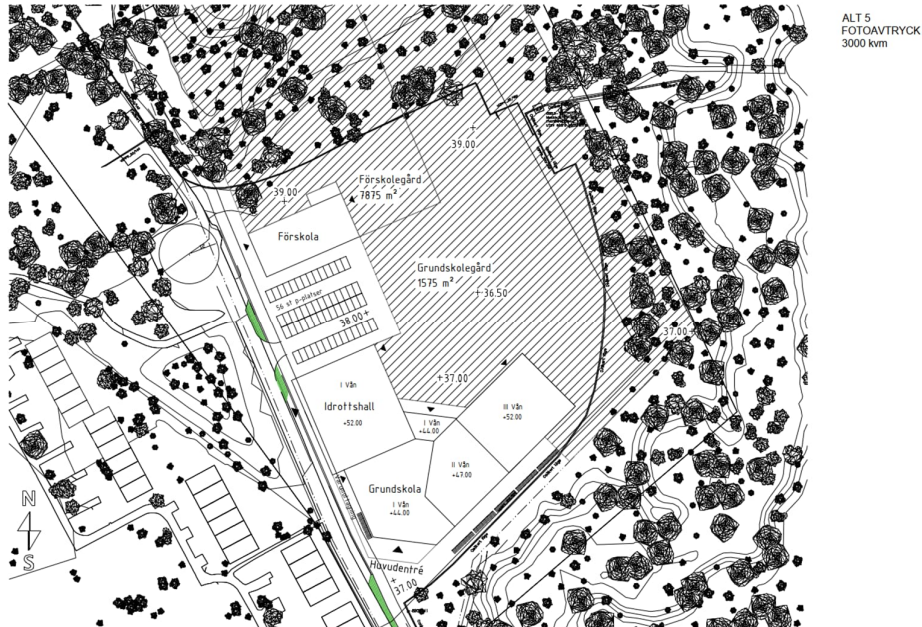 ALT 5
FOTOAVTRYCK
3000 kvm
39.00
39.00
Förskolegård
7875 m²
Förskola
Grundskolegård
1575 m²
+36.50
56 st p-platser
38.00+
37.00
+37.00
I Vån
Idrottshall
+52.00
III Vån
+52.00
I Vån
+44.00
II Vån
+47.00
Grundskola
I Vån
+44.00
N
S
Huvudentré
+
37.00